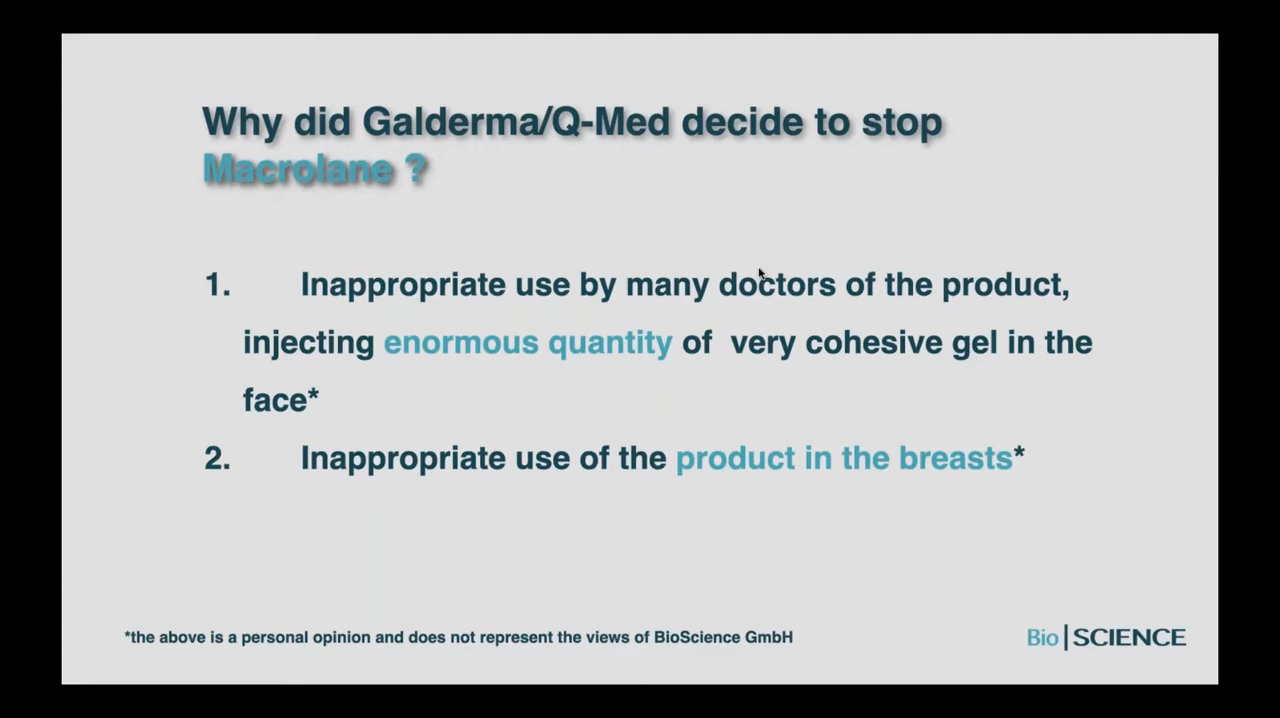 Why did Galderma/Q-Med decide to stop
Macrolane ?
1. Inappropriate use by many doctors of the product,
injecting enormous quantity of very cohesive gel in the
face*
2. Inappropriate use of the product in the breasts*
*the above is a personal opinion and does not represent the views of BioScience GmbH
Bio|SCIENCE